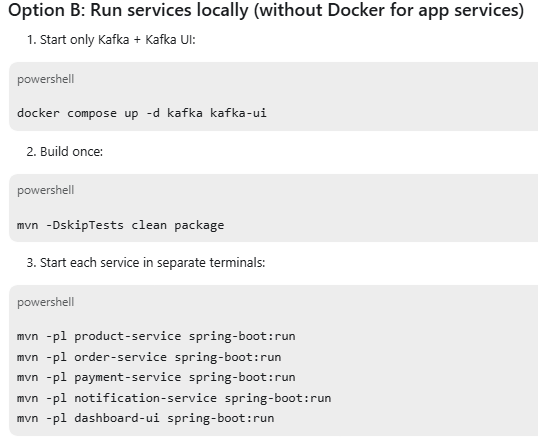 Option B: Run services locally (without Docker for app services)
1. Start only Kafka + Kafka UI:
powershell
docker compose up -d kafka kafka-ui
2. Build once:
powershell
mvn -DskipTests clean package
3. Start each service in separate terminals:
powershell
mvn -pl product-service spring-boot:run
mvn -pl order-service spring-boot:run
mvn -pl payment-service spring-boot:run
mvn -pl notification-service spring-boot:run
mvn -pl dashboard-ui spring-boot:run